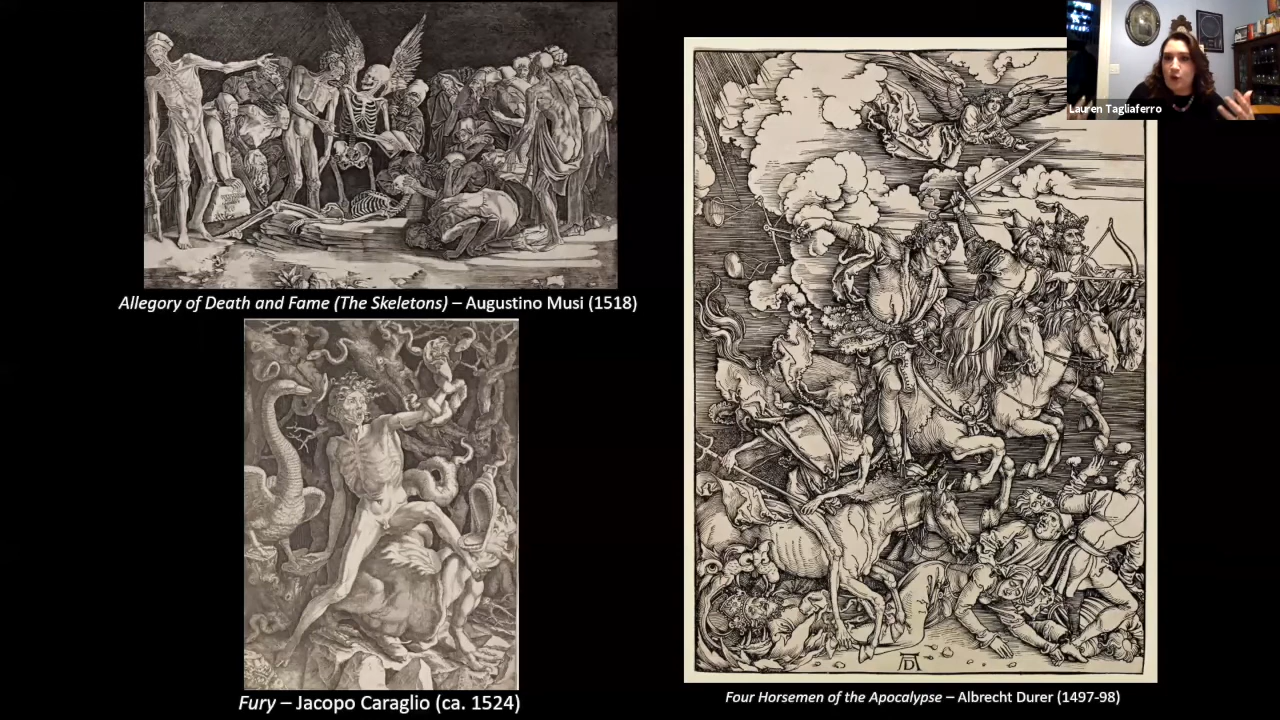 Lauren Tagliaferro
Allegory of Death and Fame (The Skeletons) – Augustino Musi (1518)
Fury – Jacopo Caraglio (ca. 1524)
Four Horsemen of the Apocalypse – Albrecht Durer (1497-98)
AD